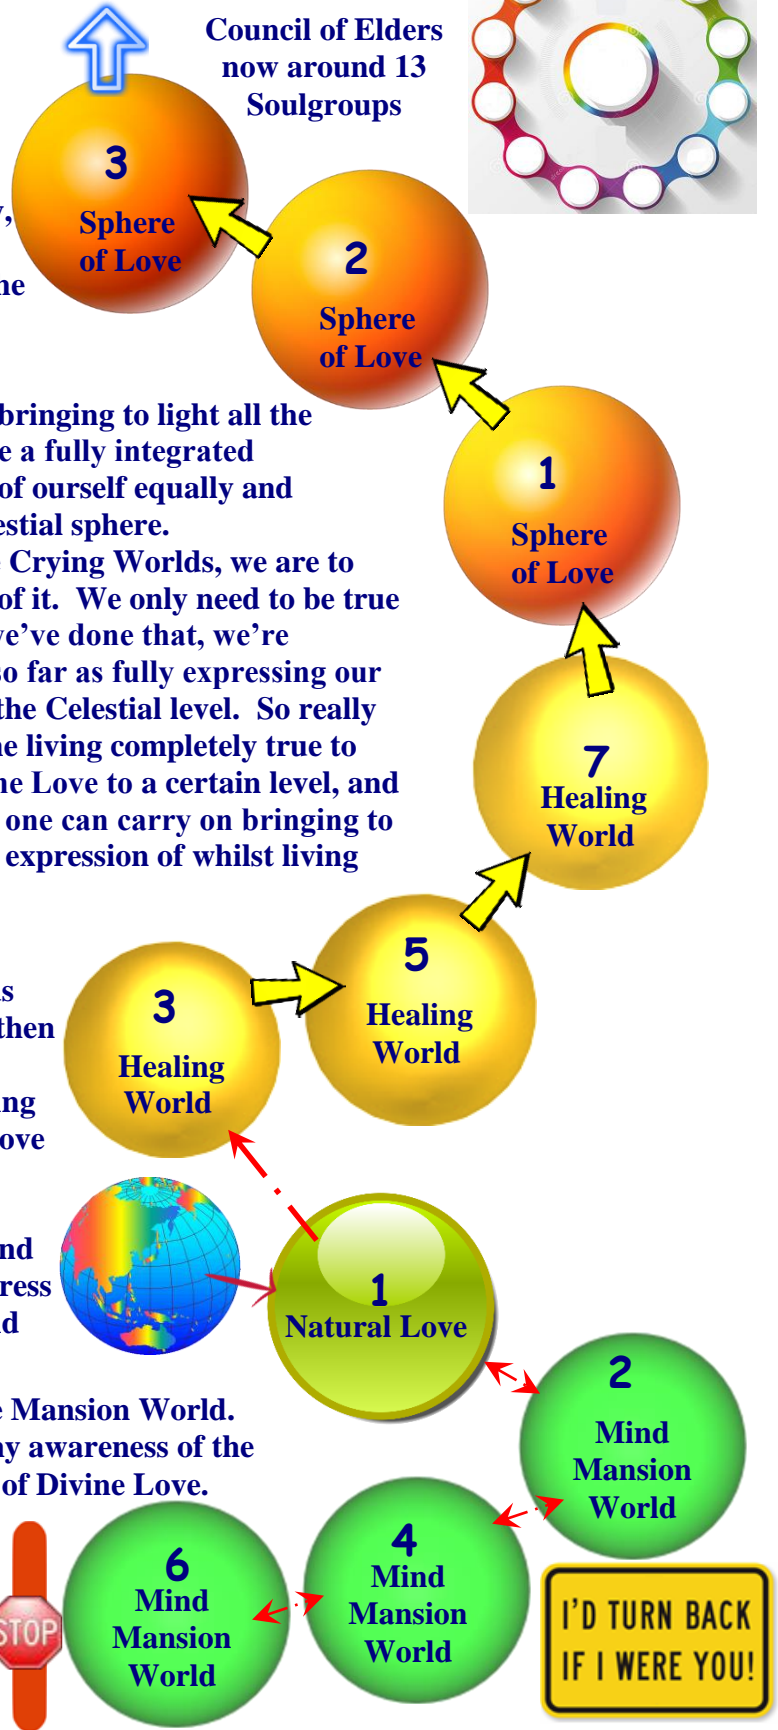 Council of Elders
now around 13
Soulgroups
3
Sphere
of Love
y,
ne
2
Sphere
of Love
bringing to light all the
e a fully integrated
of ourself equally and
estial sphere.
e Crying Worlds, we are to
of it. We only need to be true
we've done that, we're
so far as fully expressing our
the Celestial level. So really
ne living completely true to
ne Love to a certain level, and
one can carry on bringing to
expression of whilst living
1
Sphere
of Love
7
Healing
World
5
Healing
World
3
Healing
World
s
then
ng
ove
nd
ress
d
1
Natural Love
e Mansion World.
ny awareness of the
of Divine Love.
2
Mind
Mansion
World
4
Mind
Mansion
World
6
Mind
Mansion
World
STOP
I'D TURN BACK
IF I WERE YOU!